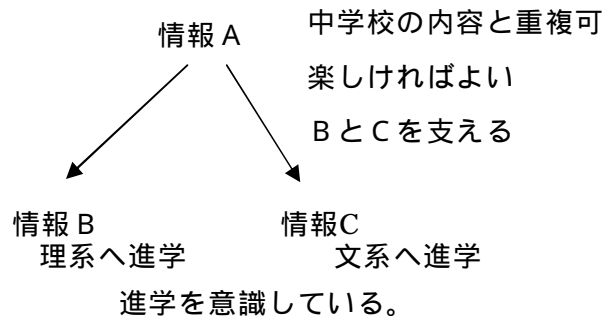 情報Ａ
中学校の内容と重複可
楽しければよい
ＢとＣを支える
情報Ｂ
理系へ進学
情報C
文系へ進学
進学を意識している。